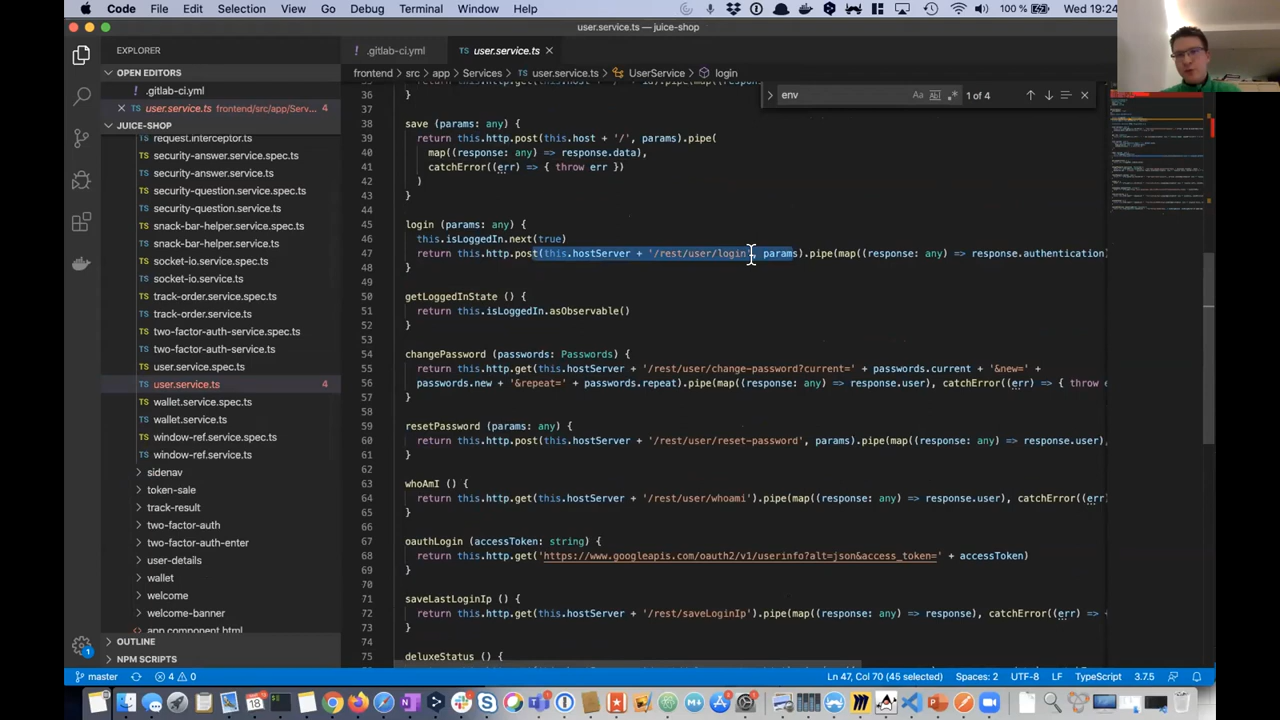 Code File Edit Selection View Go Run Debug Terminal Window Help 100 % Wed 19:24
user.service.ts — juice-shop
EXPLORER
.gitlab-ci.yml
user.service.ts
OPEN EDITORS
frontend > src > app > Services > user.service.ts > UserService > login
.gitlab-ci.yml
user.service.ts frontend/src/app/Serv... 4
JUICE-SHOP
request.interceptor.ts
security-answer.service.spec.ts
security-answer.service.ts
security-question.service.spec.ts
security-question.service.ts
snack-bar-helper.service.spec.ts
snack-bar-helper.service.ts
socket-io.service.spec.ts
socket-io.service.ts
track-order.service.spec.ts
track-order.service.ts
two-factor-auth-service.spec.ts
two-factor-auth-service.ts
user.service.spec.ts
user.service.ts 4
wallet.service.spec.ts
wallet.service.ts
window-ref.service.spec.ts
window-ref.service.ts
sidenav
token-sale
track-result
two-factor-auth
two-factor-auth-enter
user-details
wallet
welcome
welcome-banner
app.component.html
OUTLINE
NPM SCRIPTS
env Aa 1 of 4
36 }
37
38 save (params: any) {
39 return this.http.post(this.host + '/', params).pipe(
40 map((response: any) => response.data),
41 catchError((err) => { throw err })
42
43
44
45 login (params: any) {
46 this.isLoggedIn.next(true)
47 return this.http.post(this.hostServer + '/rest/user/login', params).pipe(map((response: any) => response.authentication)
48 }
49
50 getLoggedInState () {
51 return this.isLoggedIn.asObservable()
52 }
53
54 changePassword (passwords: Passwords) {
55 return this.http.get(this.hostServer + '/rest/user/change-password?current=' + passwords.current + '&new=' +
56 passwords.new + '&repeat=' + passwords.repeat).pipe(map((response: any) => response.user), catchError((err) => { throw e
57 }
58
59 resetPassword (params: any) {
60 return this.http.post(this.hostServer + '/rest/user/reset-password', params).pipe(map((response: any) => response.user),
61 }
62
63 whoAmI () {
64 return this.http.get(this.hostServer + '/rest/user/whoami').pipe(map((response: any) => response.user), catchError((err)
65 }
66
67 oauthLogin (accessToken: string) {
68 return this.http.get('https://www.googleapis.com/oauth2/v1/userinfo?alt=json&access_token=' + accessToken)
69 }
70
71 saveLastLoginIp () {
72 return this.http.get(this.hostServer + '/rest/saveLoginIp').pipe(map((response: any) => response), catchError((err) =>
73 }
74
75 deluxeStatus () {
master 4 0 Ln 47, Col 70 (45 selected) Spaces: 2 UTF-8 LF TypeScript 3.7.5